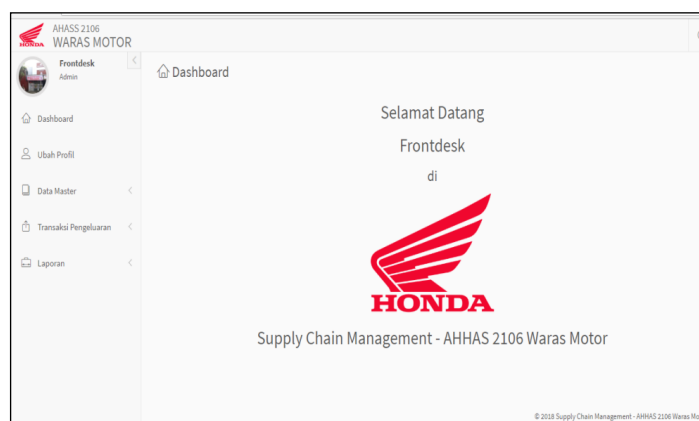 AHASS 2106
WARAS MOTOR
HONDA
Frontdesk
Admin
Dashboard
Ubah Profil
Data Master
Transaksi Pengeluaran
Laporan
Dashboard
Selamat Datang
Frontdesk
di
HONDA
Supply Chain Management - AHHAS 2106 Waras Motor
© 2018 Supply Chain Management - AHHAS 2106 Waras Mo